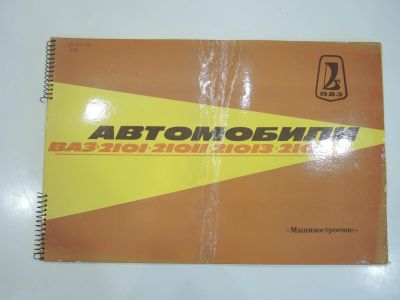 ВАЗ
АВТОМОБИЛИ
ВАЗ-2101·21011·21013·
«Машиностроение»